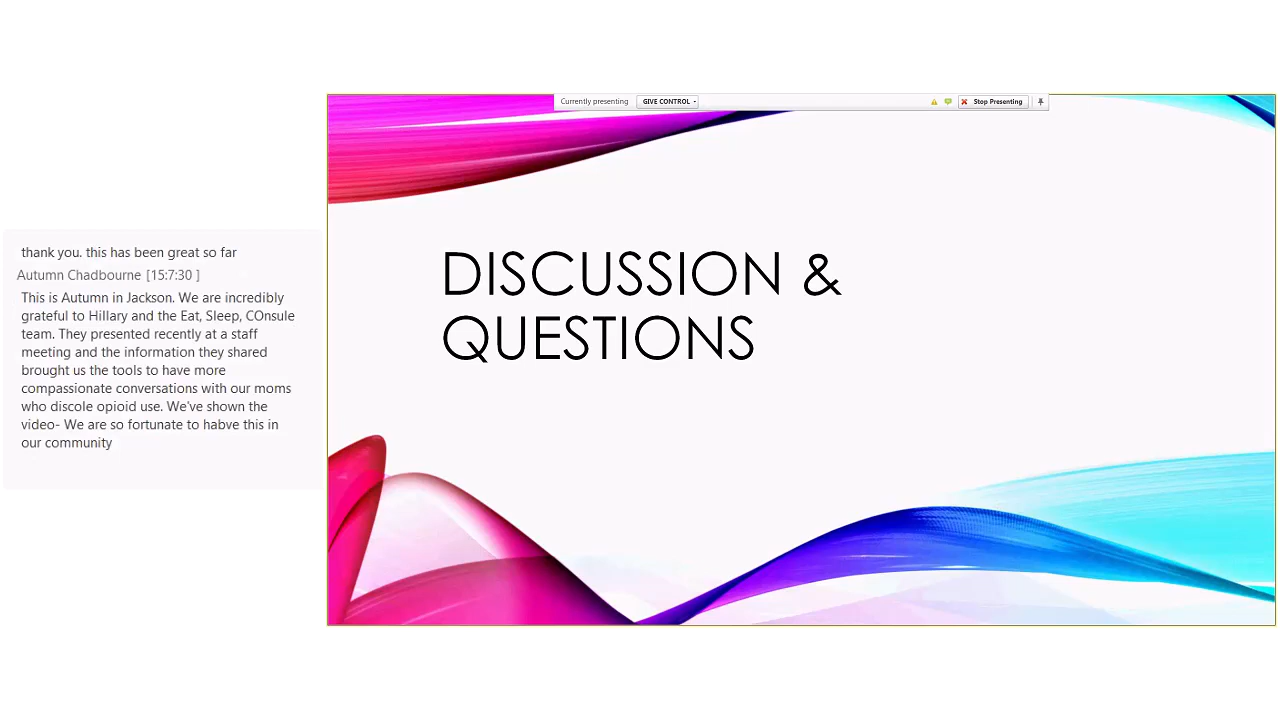 Currently presenting GIVE CONTROL Stop Presenting
thank you. this has been great so far
Autumn Chadbourne [15:7:30 ]
This is Autumn in Jackson. We are incredibly
grateful to Hillary and the Eat, Sleep, COnsule
team. They presented recently at a staff
meeting and the information they shared
brought us the tools to have more
compassionate conversations with our moms
who discole opioid use. We've shown the
video- We are so fortunate to habve this in
our community
DISCUSSION &
QUESTIONS